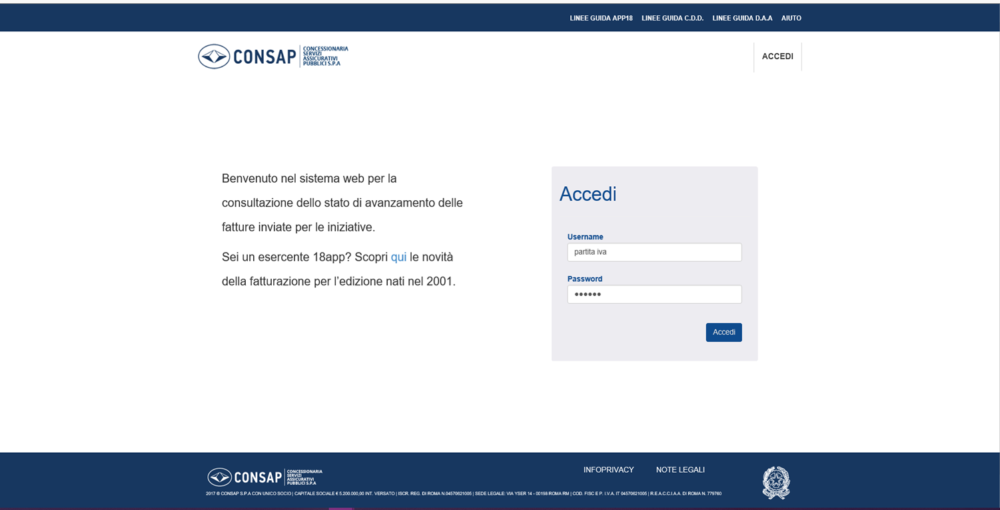 LINEE GUIDA APP18 LINEE GUIDA C.D.D. LINEE GUIDA D.A.A AIUTO
CONSAP
CONCESSIONARIA
SERVIZI
ASSICURATIVI
PUBBLICI S.P.A
ACCEDI
Benvenuto nel sistema web per la
consultazione dello stato di avanzamento delle
fatture inviate per le iniziative.
Sei un esercente 18app? Scopri qui le novità
della fatturazione per l’edizione nati nel 2001.
Accedi
Username
partita iva
Password
••••••
Accedi
CONSAP
CONCESSIONARIA
SERVIZI
ASSICURATIVI
PUBBLICI S.P.A
INFOPRIVACY NOTE LEGALI
2017 © CONSAP S.P.A CON UNICO SOCIO | CAPITALE SOCIALE € 5.200.000,00 INT. VERSATO | ISCR. REG. DI ROMA N.04570621005 | SEDE LEGALE: VIA YSER 14 - 00198 ROMA RM | COD. FISC E P. I.V.A. IT 04570621005 | R.E.A.C.C.I.A.A. DI ROMA N. 779760